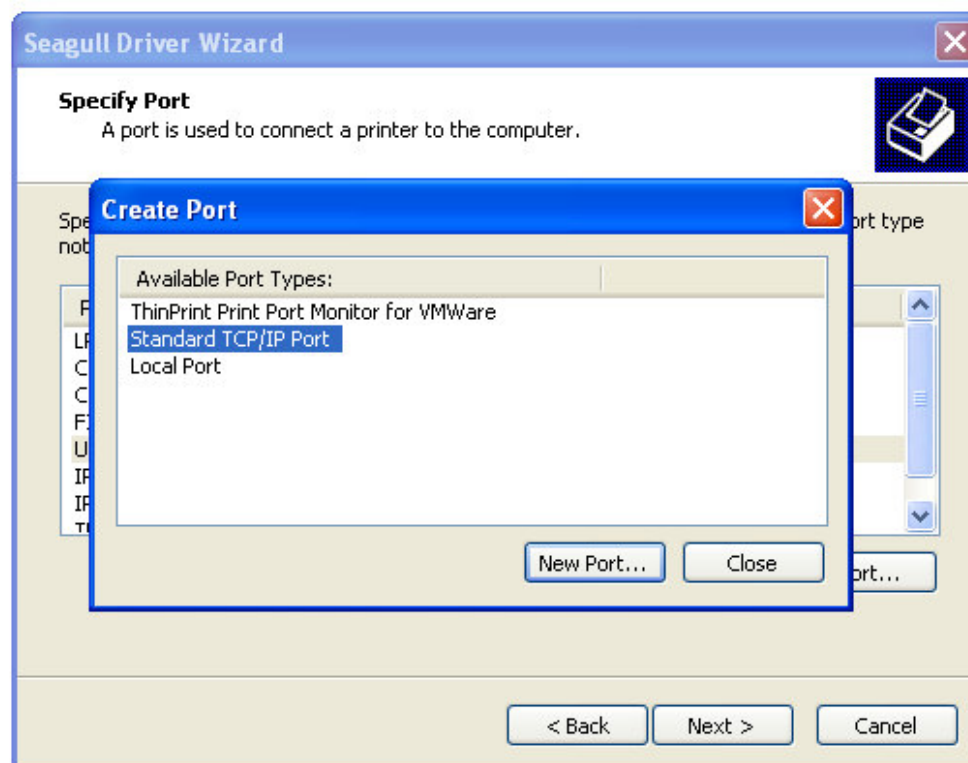 Seagull Driver Wizard
Specify Port
A port is used to connect a printer to the computer.
Create Port
ort type
not
Available Port Types:
ThinPrint Print Port Monitor for VMWare
Standard TCP/IP Port
Local Port
New Port...
Close
ort...
< Back
Next >
Cancel